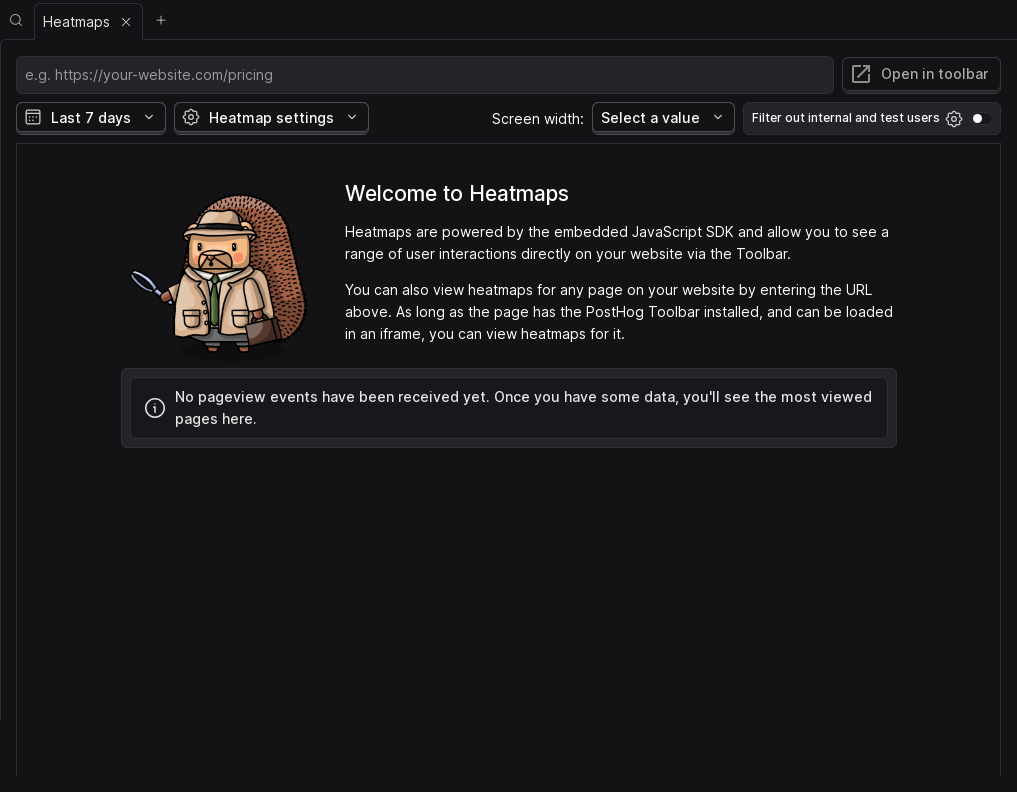 Heatmaps
e.g. https://your-website.com/pricing
Open in toolbar
Last 7 days
Heatmap settings
Screen width:
Select a value
Filter out internal and test users
Welcome to Heatmaps
Heatmaps are powered by the embedded JavaScript SDK and allow you to see a
range of user interactions directly on your website via the Toolbar.
You can also view heatmaps for any page on your website by entering the URL
above. As long as the page has the PostHog Toolbar installed, and can be loaded
in an iframe, you can view heatmaps for it.
No pageview events have been received yet. Once you have some data, you'll see the most viewed
pages here.